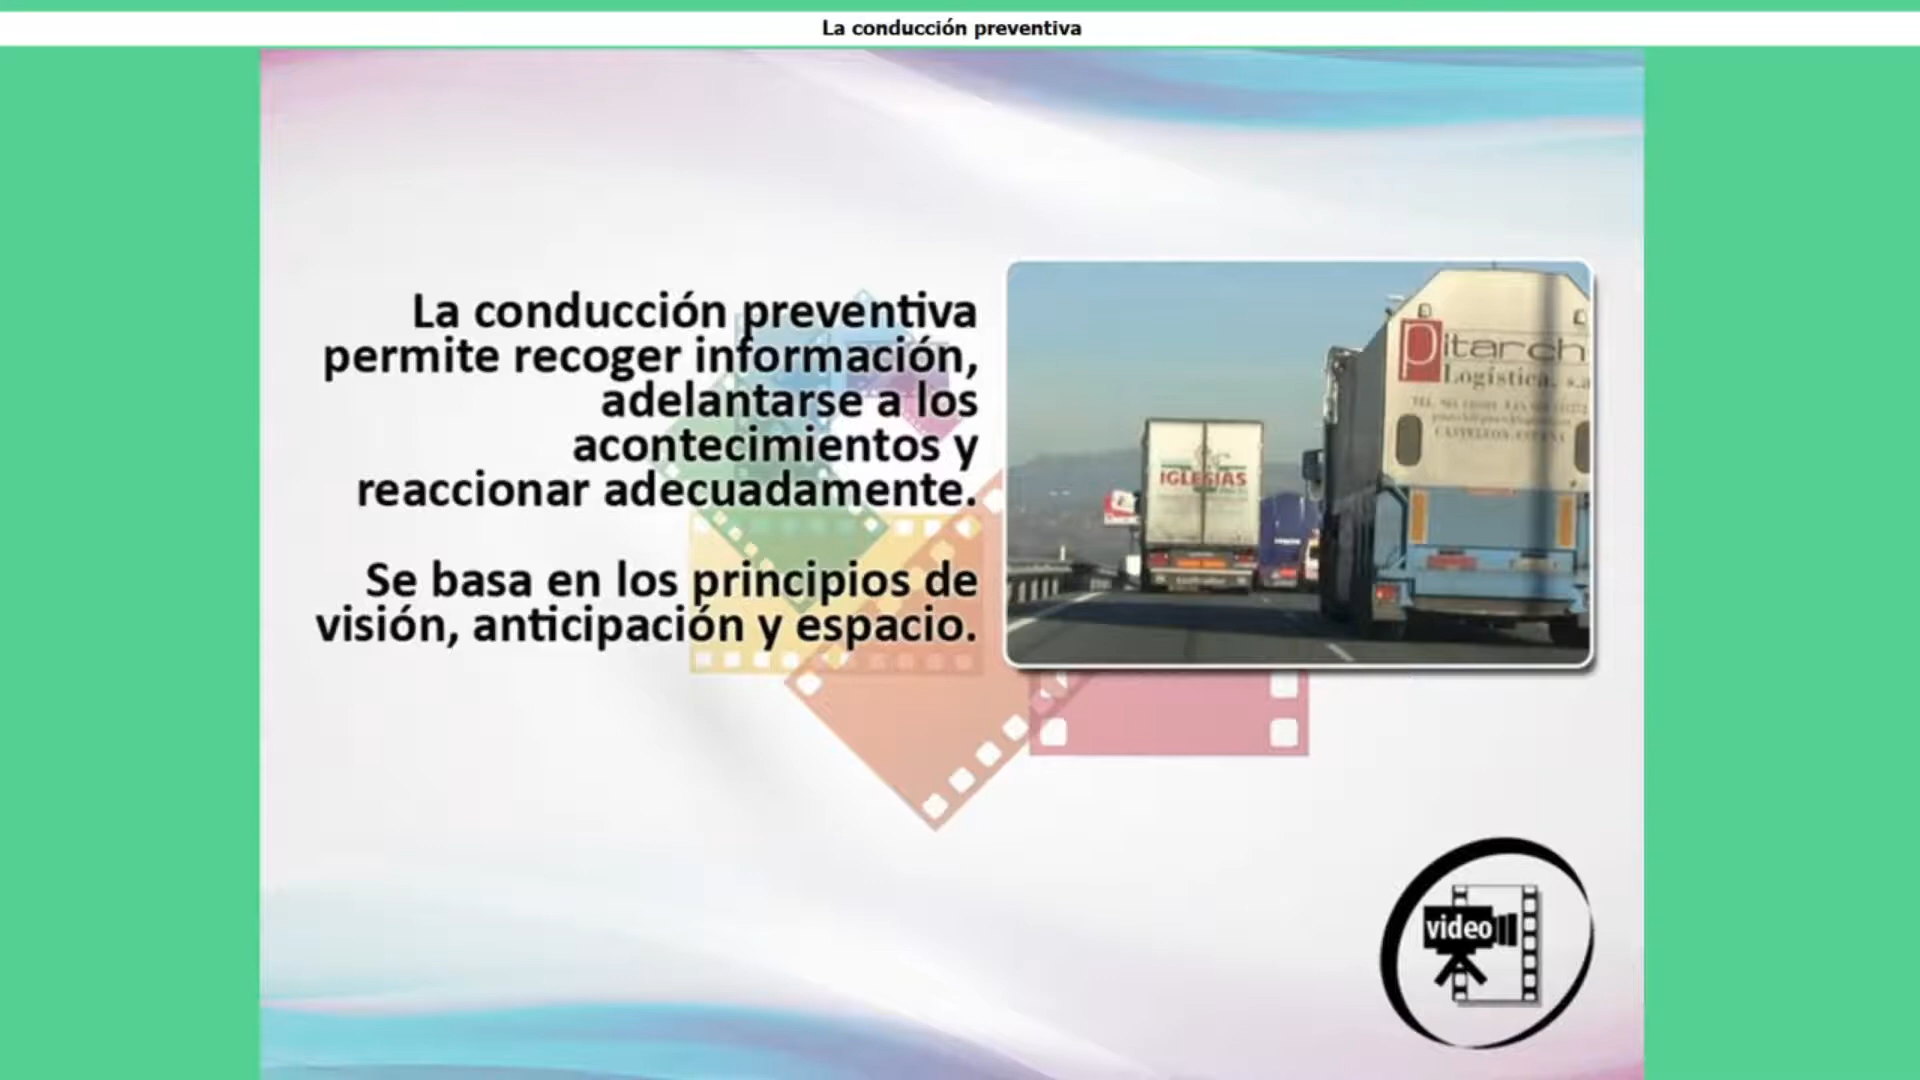 La conducción preventiva
La conducción preventiva
permite recoger información,
adelantarse a los
acontecimientos y
reaccionar adecuadamente.
Se basa en los principios de
visión, anticipación y espacio.
IGLESIAS
Pitarch
Logística, s.a
video